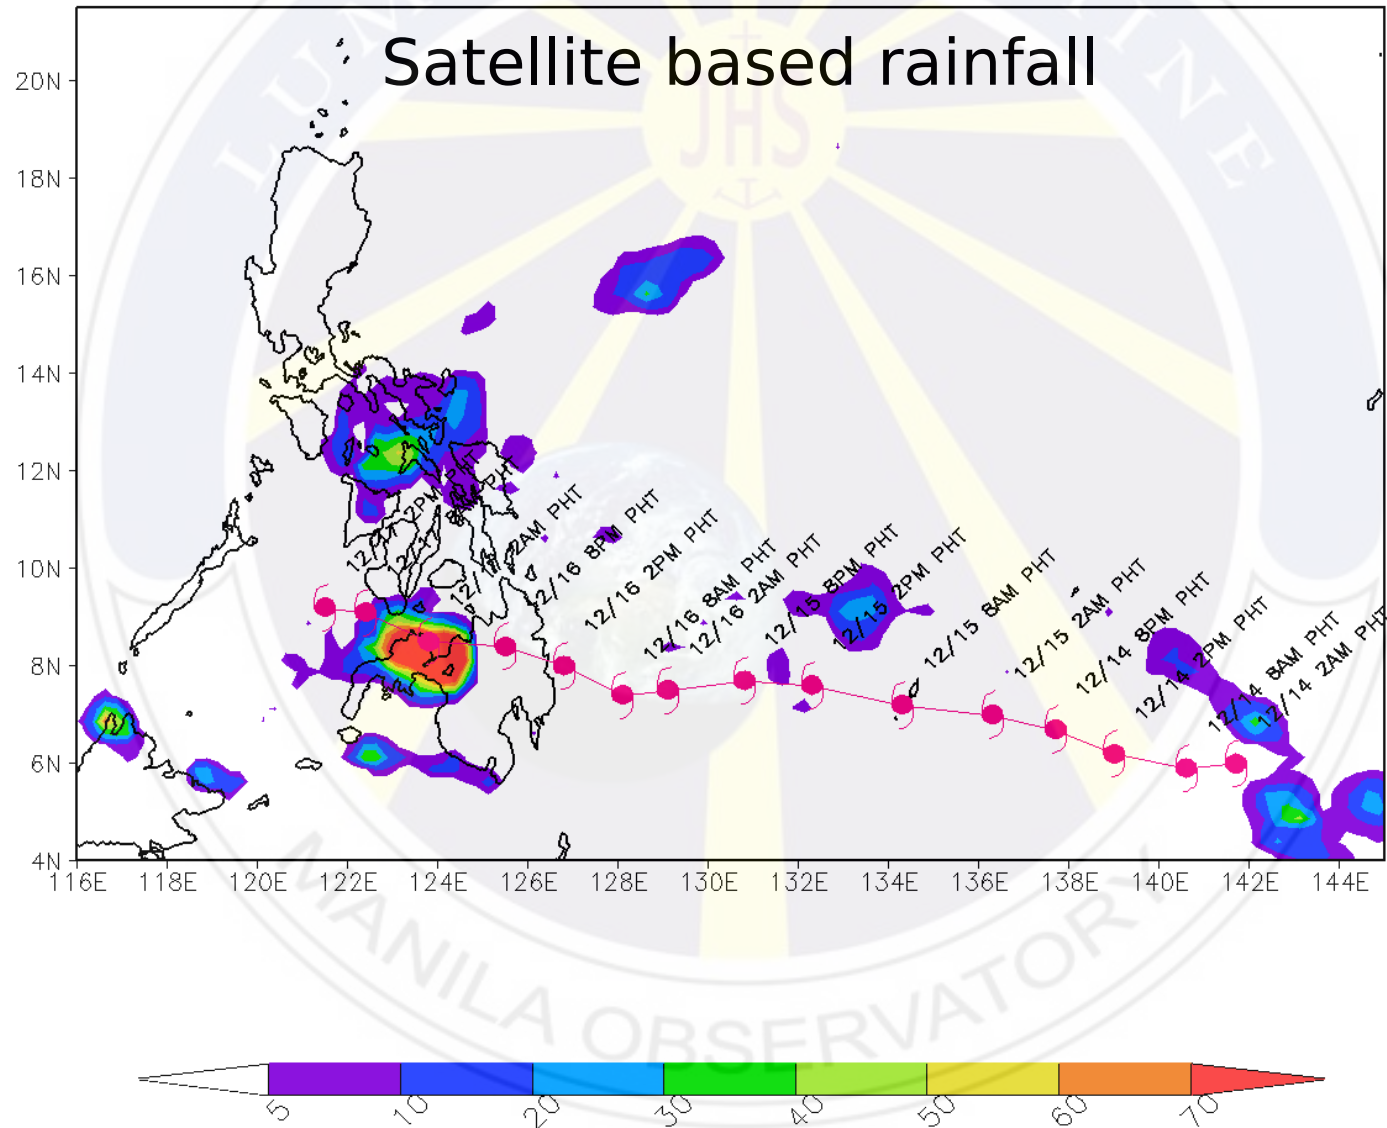 Satellite based rainfall
JHS
20N
18N
16N
14N
12N
10N
8N
6N
4N
12/17 2PM PHT
8AM PHT
2AM PHT
12/16 8PM PHT
12/16 2PM PHT
12/16 8AM PHT
12/16 2AM PHT
12/15 8PM PHT
12/15 2PM PHT
12/15 8AM PHT
12/15 2AM PHT
12/14 8PM PHT
12/14 2PM PHT
12/14 8AM PHT
12/14 2AM PHT
116E 118E 120E 122E 124E 126E 128E 130E 132E 134E 136E 138E 140E 142E 144E
MANILA OBSERVATORY
5 10 20 30 40 50 60 70